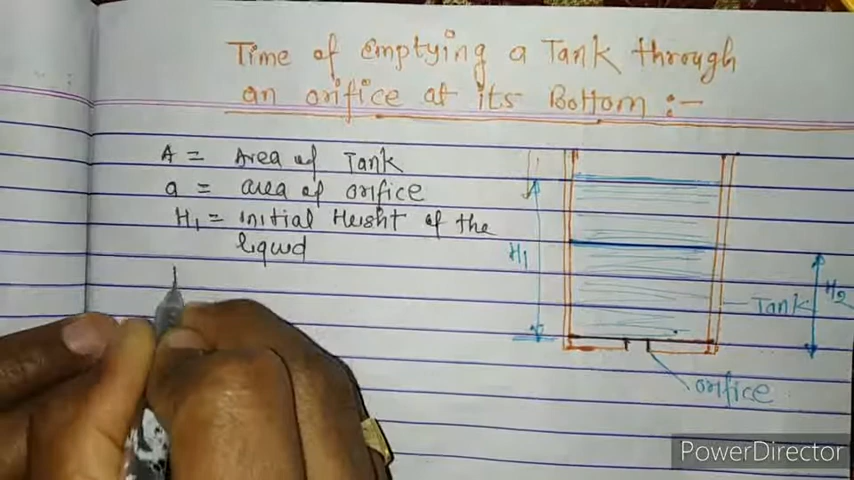 Time of emptying a Tank through
an orifice at its Bottom :-
A = Area of Tank
a = area of orifice
H1 = initial Height of the
liquid
H1
H2
Tank
orifice
PowerDirector